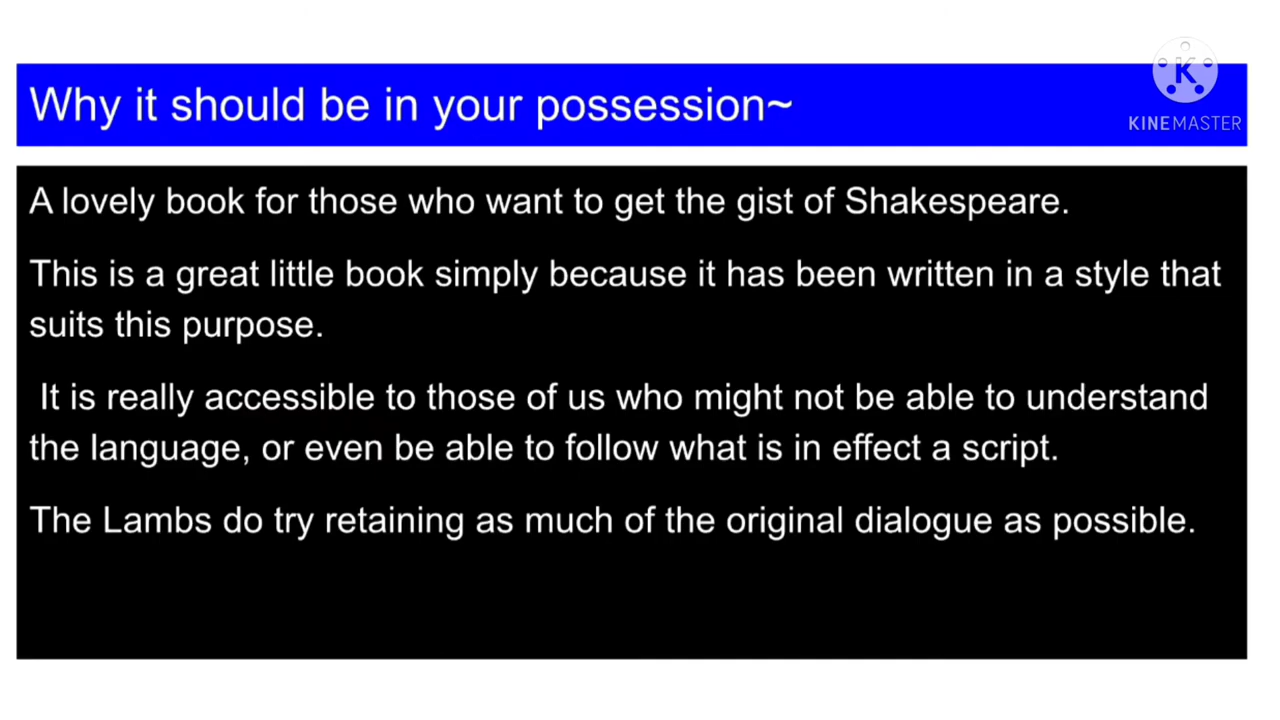 Why it should be in your possession~
K
KINEMASTER
A lovely book for those who want to get the gist of Shakespeare.
This is a great little book simply because it has been written in a style that
suits this purpose.
It is really accessible to those of us who might not be able to understand
the language, or even be able to follow what is in effect a script.
The Lambs do try retaining as much of the original dialogue as possible.